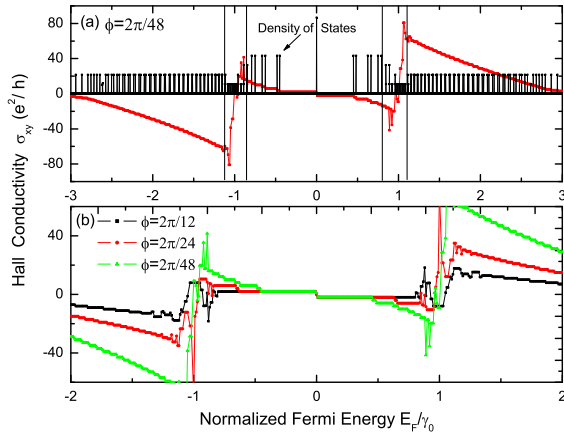 (a) ϕ=2π/48
Density of States
80
40
0
-40
-80
-3 -2 -1 0 1 2 3
Hall Conductivity σxy (e²/ h)
(b)
ϕ=2π/12
ϕ=2π/24
ϕ=2π/48
40
0
-40
-2 -1 0 1 2
Normalized Fermi Energy EF/γ0